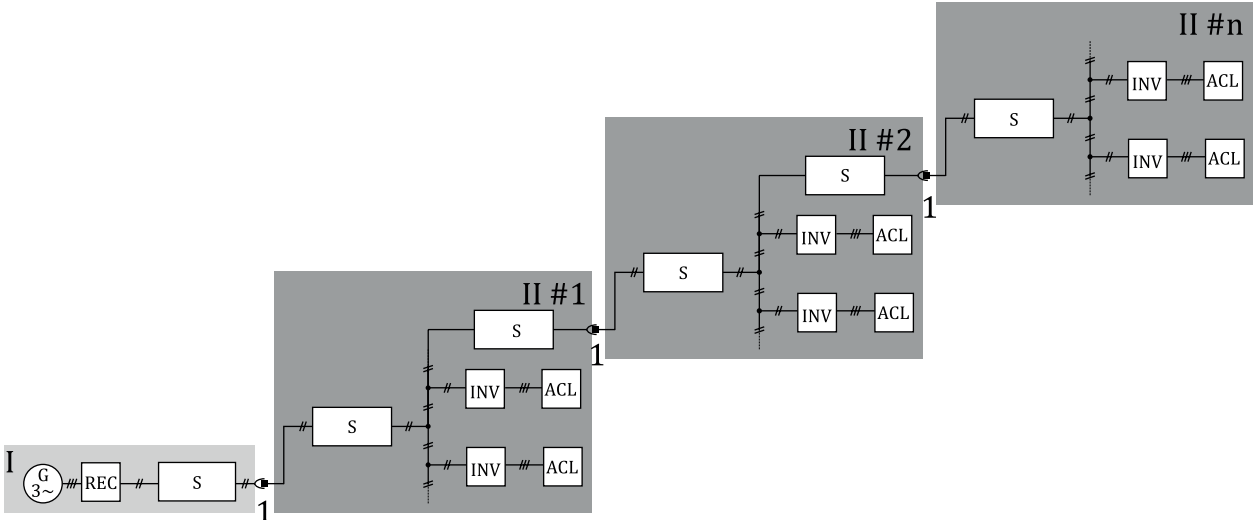 II #n
INV
ACL
S
INV
ACL
II #2
S
1
INV
ACL
S
INV
ACL
II #1
S
1
INV
ACL
S
INV
ACL
I
G
3~
REC
S
1